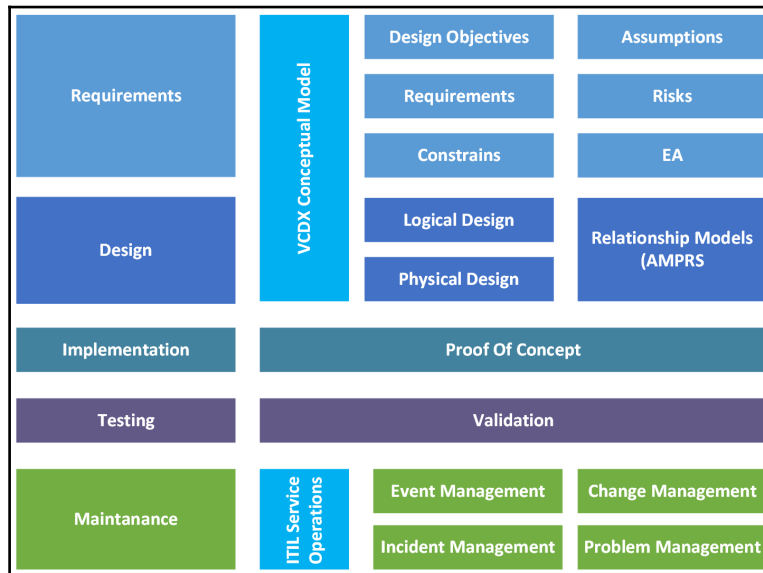 Requirements
VCDX Conceptual Model
Design Objectives
Assumptions
Requirements
Risks
Constrains
EA
Design
Logical Design
Physical Design
Relationship Models
(AMPRS
Implementation
Proof Of Concept
Testing
Validation
Maintanance
ITIL Service
Operations
Event Management
Change Management
Incident Management
Problem Management